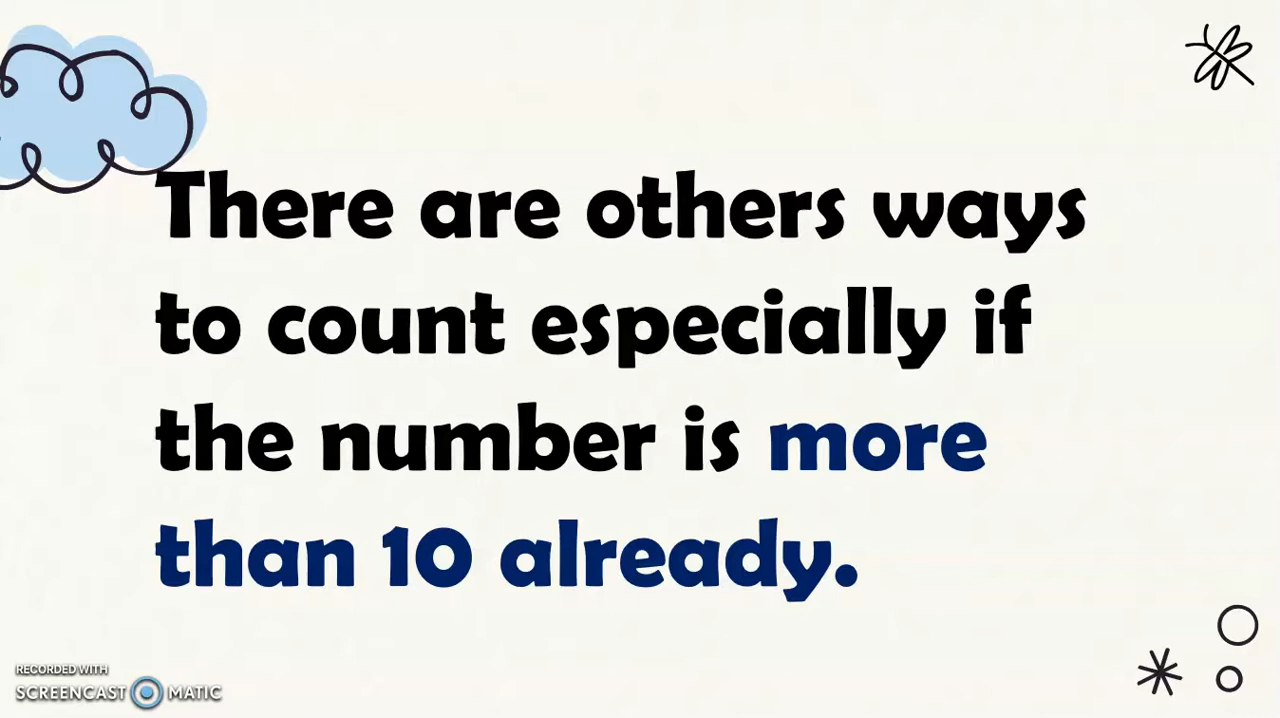 There are others ways
to count especially if
the number is more
than 10 already.
RECORDED WITH
SCREENCAST MATIC